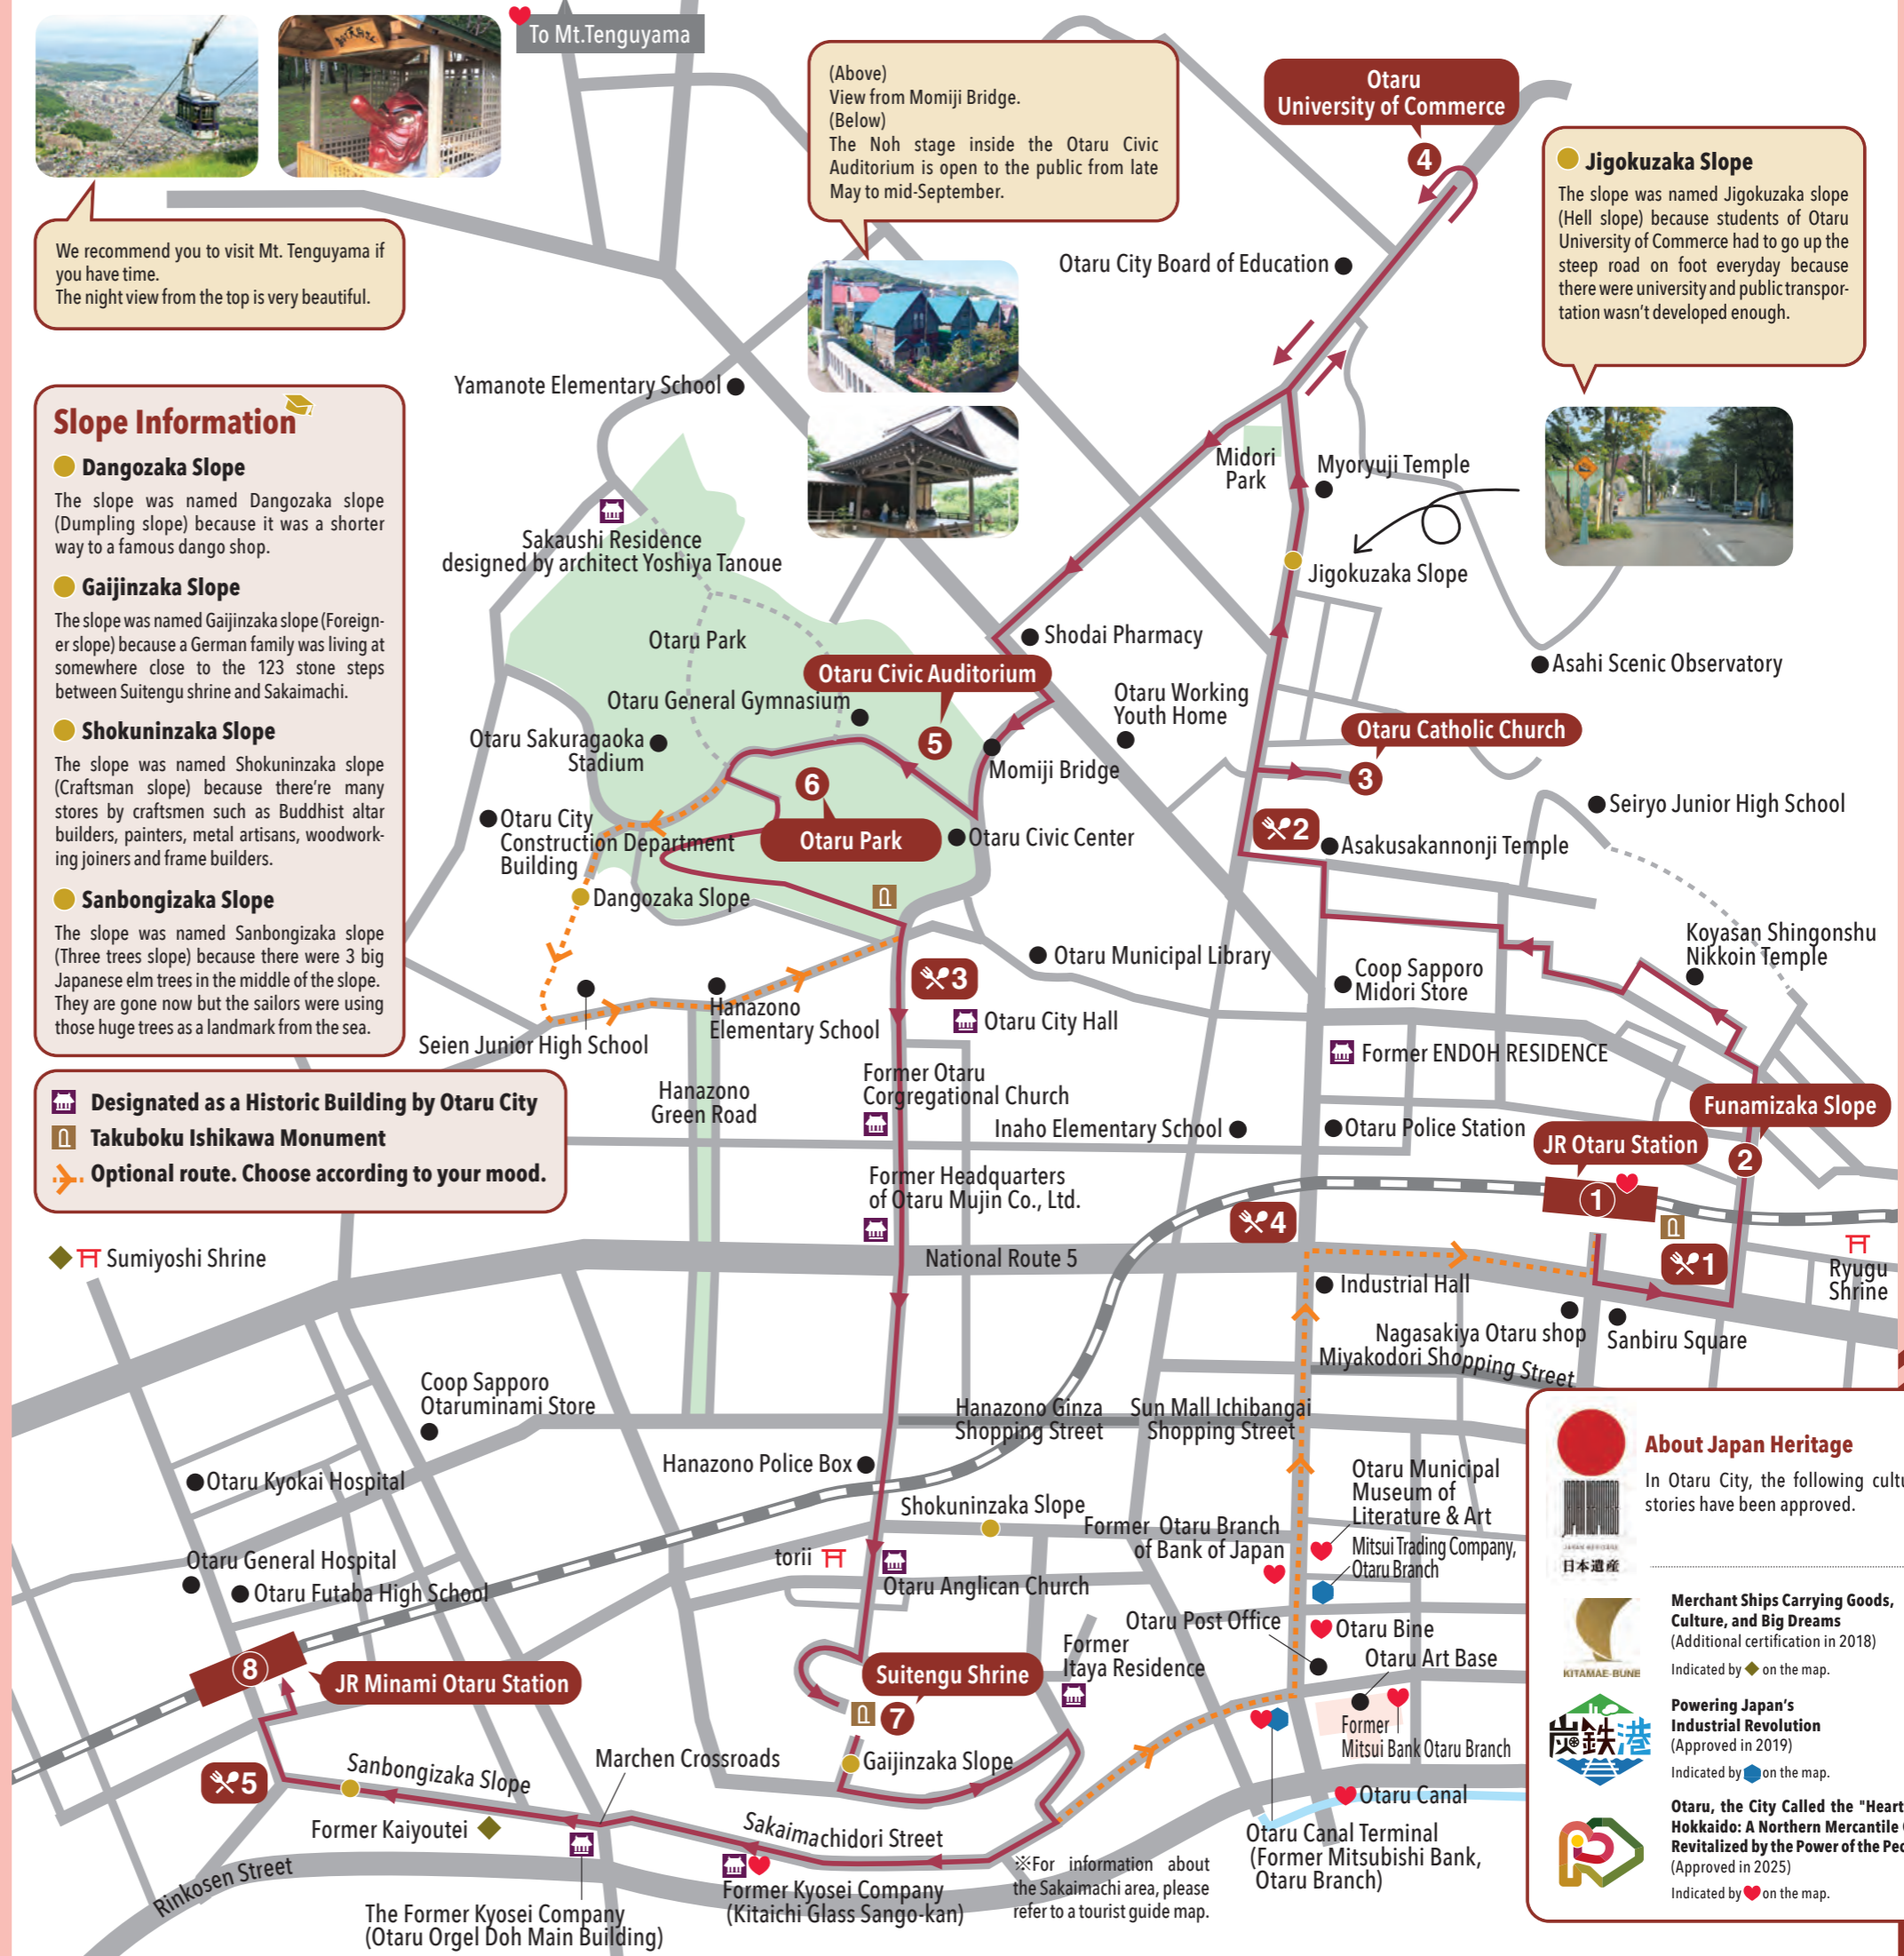 To Mt.Tenguyama
(Above)
View from Momiji Bridge.
(Below)
The Noh stage inside the Otaru Civic
Auditorium is open to the public from late
May to mid-September.
Otaru
University of Commerce
4
Jigokuzaka Slope
The slope was named Jigokuzaka slope
(Hell slope) because students of Otaru
University of Commerce had to go up the
steep road on foot everyday because
there were university and public transpor-
tation wasn't developed enough.
We recommend you to visit Mt. Tenguyama if
you have time.
The night view from the top is very beautiful.
Otaru City Board of Education
Yamanote Elementary School
Slope Information
Dangozaka Slope
The slope was named Dangozaka slope
(Dumpling slope) because it was a shorter
way to a famous dango shop.
Gaijinzaka Slope
The slope was named Gaijinzaka slope (Foreign-
er slope) because a German family was living at
somewhere close to the 123 stone steps
between Suitengu shrine and Sakaimachi.
Shokuninzaka Slope
The slope was named Shokuninzaka slope
(Craftsman slope) because there're many
stores by craftsmen such as Buddhist altar
builders, painters, metal artisans, woodwork-
ing joiners and frame builders.
Sanbongizaka Slope
The slope was named Sanbongizaka slope
(Three trees slope) because there were 3 big
Japanese elm trees in the middle of the slope.
They are gone now but the sailors were using
those huge trees as a landmark from the sea.
Midori
Park
Myoryuji Temple
Sakaushi Residence
designed by architect Yoshiya Tanoue
Jigokuzaka Slope
Otaru Park
Shodai Pharmacy
Asahi Scenic Observatory
Otaru Civic Auditorium
Otaru General Gymnasium
5
Otaru Working
Youth Home
Otaru Catholic Church
3
Otaru Sakuragaoka
Stadium
Momiji Bridge
6
Otaru Park
Otaru City
Construction Department
Building
Otaru Civic Center
2
Asakusakannonji Temple
Seiryo Junior High School
Dangozaka Slope
Koyasan Shingonshu
Nikkoin Temple
Otaru Municipal Library
Coop Sapporo
Midori Store
3
Otaru City Hall
Hanazono
Elementary School
Seien Junior High School
Former ENDOH RESIDENCE
Hanazono
Green Road
Former Otaru
Corgregational Church
Inaho Elementary School
Otaru Police Station
Funamizaka Slope
2
JR Otaru Station
1
Designated as a Historic Building by Otaru City
Takuboku Ishikawa Monument
Optional route. Choose according to your mood.
Former Headquarters
of Otaru Mujin Co., Ltd.
4
1
Sumiyoshi Shrine
National Route 5
Ryugu
Shrine
Industrial Hall
Nagasakiya Otaru shop
Sanbiru Square
Miyakodori Shopping Street
Coop Sapporo
Otaruminami Store
Hanazono Ginza
Shopping Street
Sun Mall Ichibangai
Shopping Street
Hanazono Police Box
Otaru Kyokai Hospital
Shokuninzaka Slope
Otaru Municipal
Museum of
Literature & Art
Former Otaru Branch
of Bank of Japan
Mitsui Trading Company,
Otaru Branch
torii
Otaru Anglican Church
Otaru General Hospital
Otaru Futaba High School
Otaru Post Office
Otaru Bine
Otaru Art Base
Former
Itaya Residence
Suitengu Shrine
7
8
JR Minami Otaru Station
Former
Mitsui Bank Otaru Branch
Gaijinzaka Slope
Marchen Crossroads
5
Sanbongizaka Slope
Otaru Canal
Former Kaiyoutei
Sakaimachidori Street
Otaru Canal Terminal
(Former Mitsubishi Bank,
Otaru Branch)
Rinkosen Street
※For information about
the Sakaimachi area, please
refer to a tourist guide map.
Former Kyosei Company
(Kitaichi Glass Sango-kan)
The Former Kyosei Company
(Otaru Orgel Doh Main Building)
About Japan Heritage
In Otaru City, the following cultu
stories have been approved.
JAPAN HERITAGE
日本遺産
Merchant Ships Carrying Goods,
Culture, and Big Dreams
(Additional certification in 2018)
Indicated by on the map.
KITAMAE-BUNE
Powering Japan's
Industrial Revolution
(Approved in 2019)
Indicated by on the map.
炭鉄港
Otaru, the City Called the "Heart
Hokkaido: A Northern Mercantile
Revitalized by the Power of the Peo
(Approved in 2025)
Indicated by on the map.